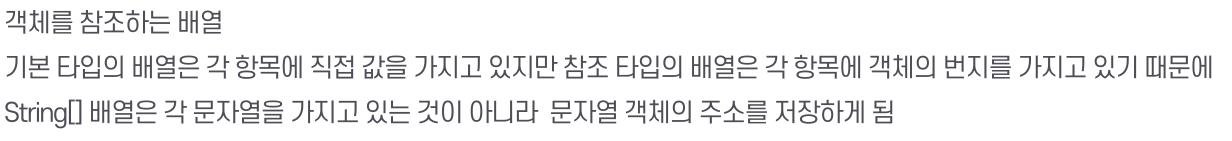 객체를 참조하는 배열
기본 타입의 배열은 각 항목에 직접 값을 가지고 있지만 참조 타입의 배열은 각 항목에 객체의 번지를 가지고 있기 때문에
String[] 배열은 각 문자열을 가지고 있는 것이 아니라 문자열 객체의 주소를 저장하게 됨